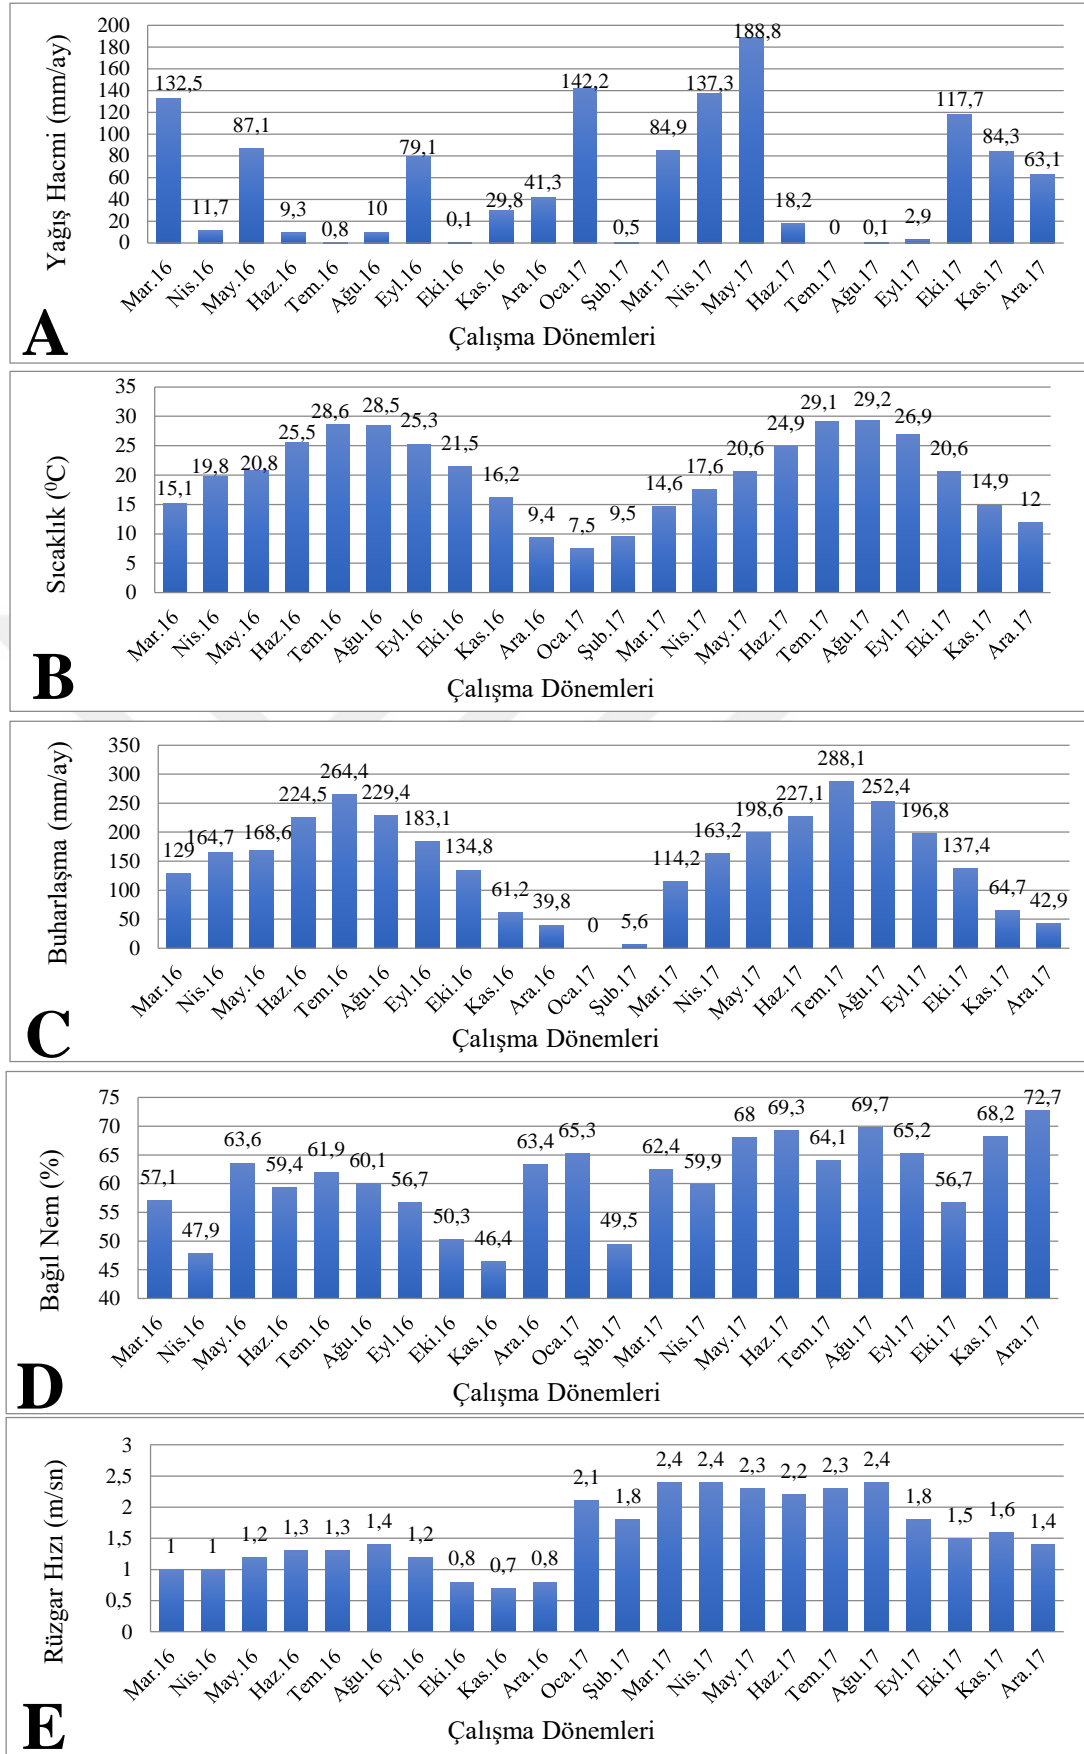 Yağış Hacmi (mm/ay)
200
180
160
140
120
100
80
60
40
20
0
132,5 11,7 87,1 9,3 0,8 10 79,1 0,1 29,8 41,3 142,2 0,5 84,9 137,3 188,8 18,2 0 0,1 2,9 117,7 84,3 63,1
Mar.16 Nis.16 May.16 Haz.16 Tem.16 Ağu.16 Eyl.16 Eki.16 Kas.16 Ara.16 Oca.17 Şub.17 Mar.17 Nis.17 May.17 Haz.17 Tem.17 Ağu.17 Eyl.17 Eki.17 Kas.17 Ara.17
Çalışma Dönemleri
A
Sıcaklık (⁰C)
35
30
25
20
15
10
5
0
15,1 19,8 20,8 25,5 28,6 28,5 25,3 21,5 16,2 9,4 7,5 9,5 14,6 17,6 20,6 24,9 29,1 29,2 26,9 20,6 14,9 12
Mar.16 Nis.16 May.16 Haz.16 Tem.16 Ağu.16 Eyl.16 Eki.16 Kas.16 Ara.16 Oca.17 Şub.17 Mar.17 Nis.17 May.17 Haz.17 Tem.17 Ağu.17 Eyl.17 Eki.17 Kas.17 Ara.17
Çalışma Dönemleri
B
Buharlaşma (mm/ay)
350
300
250
200
150
100
50
0
129 164,7 168,6 224,5 264,4 229,4 183,1 134,8 61,2 39,8 0 5,6 114,2 163,2 198,6 227,1 288,1 252,4 196,8 137,4 64,7 42,9
Mar.16 Nis.16 May.16 Haz.16 Tem.16 Ağu.16 Eyl.16 Eki.16 Kas.16 Ara.16 Oca.17 Şub.17 Mar.17 Nis.17 May.17 Haz.17 Tem.17 Ağu.17 Eyl.17 Eki.17 Kas.17 Ara.17
Çalışma Dönemleri
C
Bağıl Nem (%)
75
70
65
60
55
50
45
40
57,1 47,9 63,6 59,4 61,9 60,1 56,7 50,3 46,4 63,4 65,3 49,5 62,4 59,9 68 69,3 64,1 69,7 65,2 56,7 68,2 72,7
Mar.16 Nis.16 May.16 Haz.16 Tem.16 Ağu.16 Eyl.16 Eki.16 Kas.16 Ara.16 Oca.17 Şub.17 Mar.17 Nis.17 May.17 Haz.17 Tem.17 Ağu.17 Eyl.17 Eki.17 Kas.17 Ara.17
Çalışma Dönemleri
D
Rüzgar Hızı (m/sn)
3
2,5
2
1,5
1
0,5
0
1 1 1,2 1,3 1,3 1,4 1,2 0,8 0,7 0,8 2,1 1,8 2,4 2,4 2,3 2,2 2,3 2,4 1,8 1,5 1,6 1,4
Mar.16 Nis.16 May.16 Haz.16 Tem.16 Ağu.16 Eyl.16 Eki.16 Kas.16 Ara.16 Oca.17 Şub.17 Mar.17 Nis.17 May.17 Haz.17 Tem.17 Ağu.17 Eyl.17 Eki.17 Kas.17 Ara.17
Çalışma Dönemleri
E